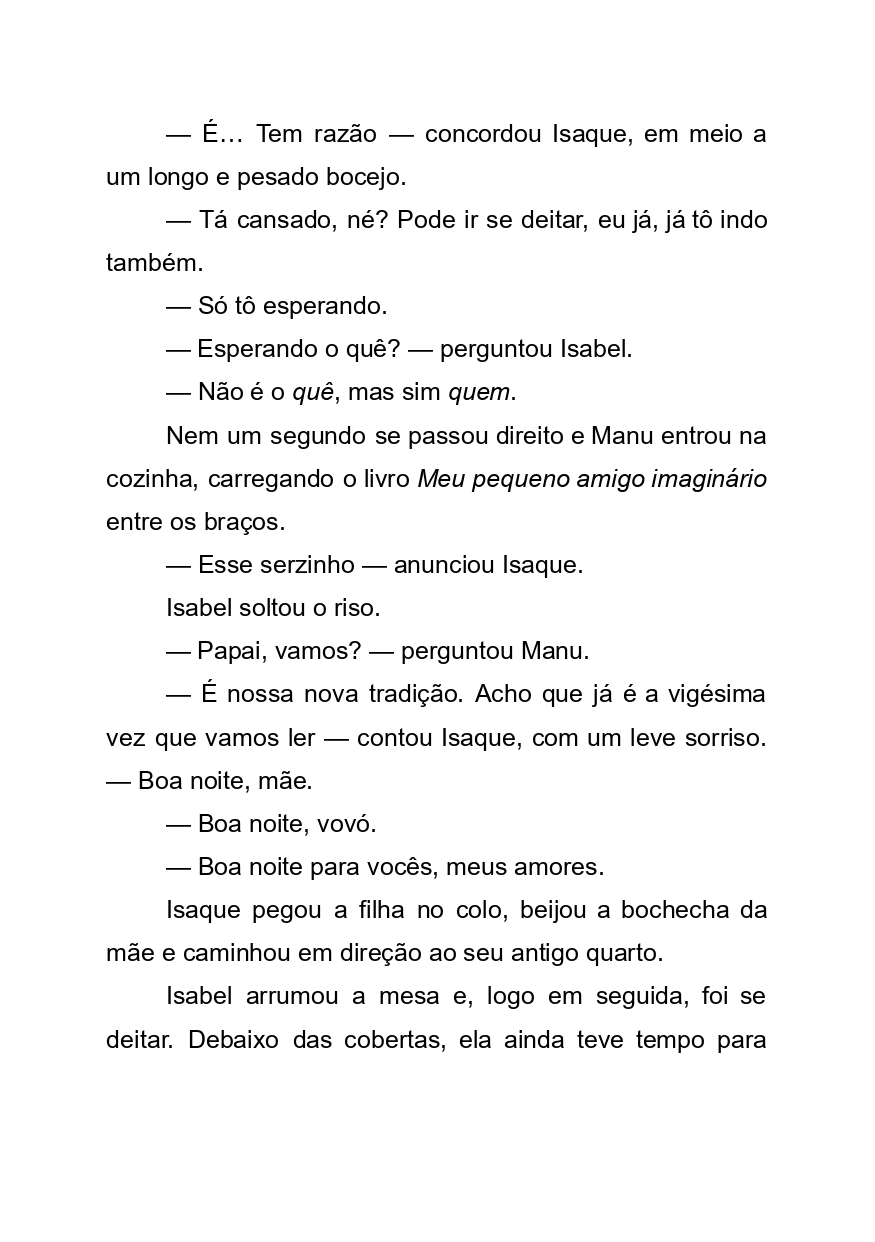 — É… Tem razão — concordou Isaque, em meio a
um longo e pesado bocejo.
— Tá cansado, né? Pode ir se deitar, eu já, já tô indo
também.
— Só tô esperando.
— Esperando o quê? — perguntou Isabel.
— Não é o quê, mas sim quem.
Nem um segundo se passou direito e Manu entrou na
cozinha, carregando o livro Meu pequeno amigo imaginário
entre os braços.
— Esse serzinho — anunciou Isaque.
Isabel soltou o riso.
— Papai, vamos? — perguntou Manu.
— É nossa nova tradição. Acho que já é a vigésima
vez que vamos ler — contou Isaque, com um leve sorriso.
— Boa noite, mãe.
— Boa noite, vovó.
— Boa noite para vocês, meus amores.
Isaque pegou a filha no colo, beijou a bochecha da
mãe e caminhou em direção ao seu antigo quarto.
Isabel arrumou a mesa e, logo em seguida, foi se
deitar. Debaixo das cobertas, ela ainda teve tempo para